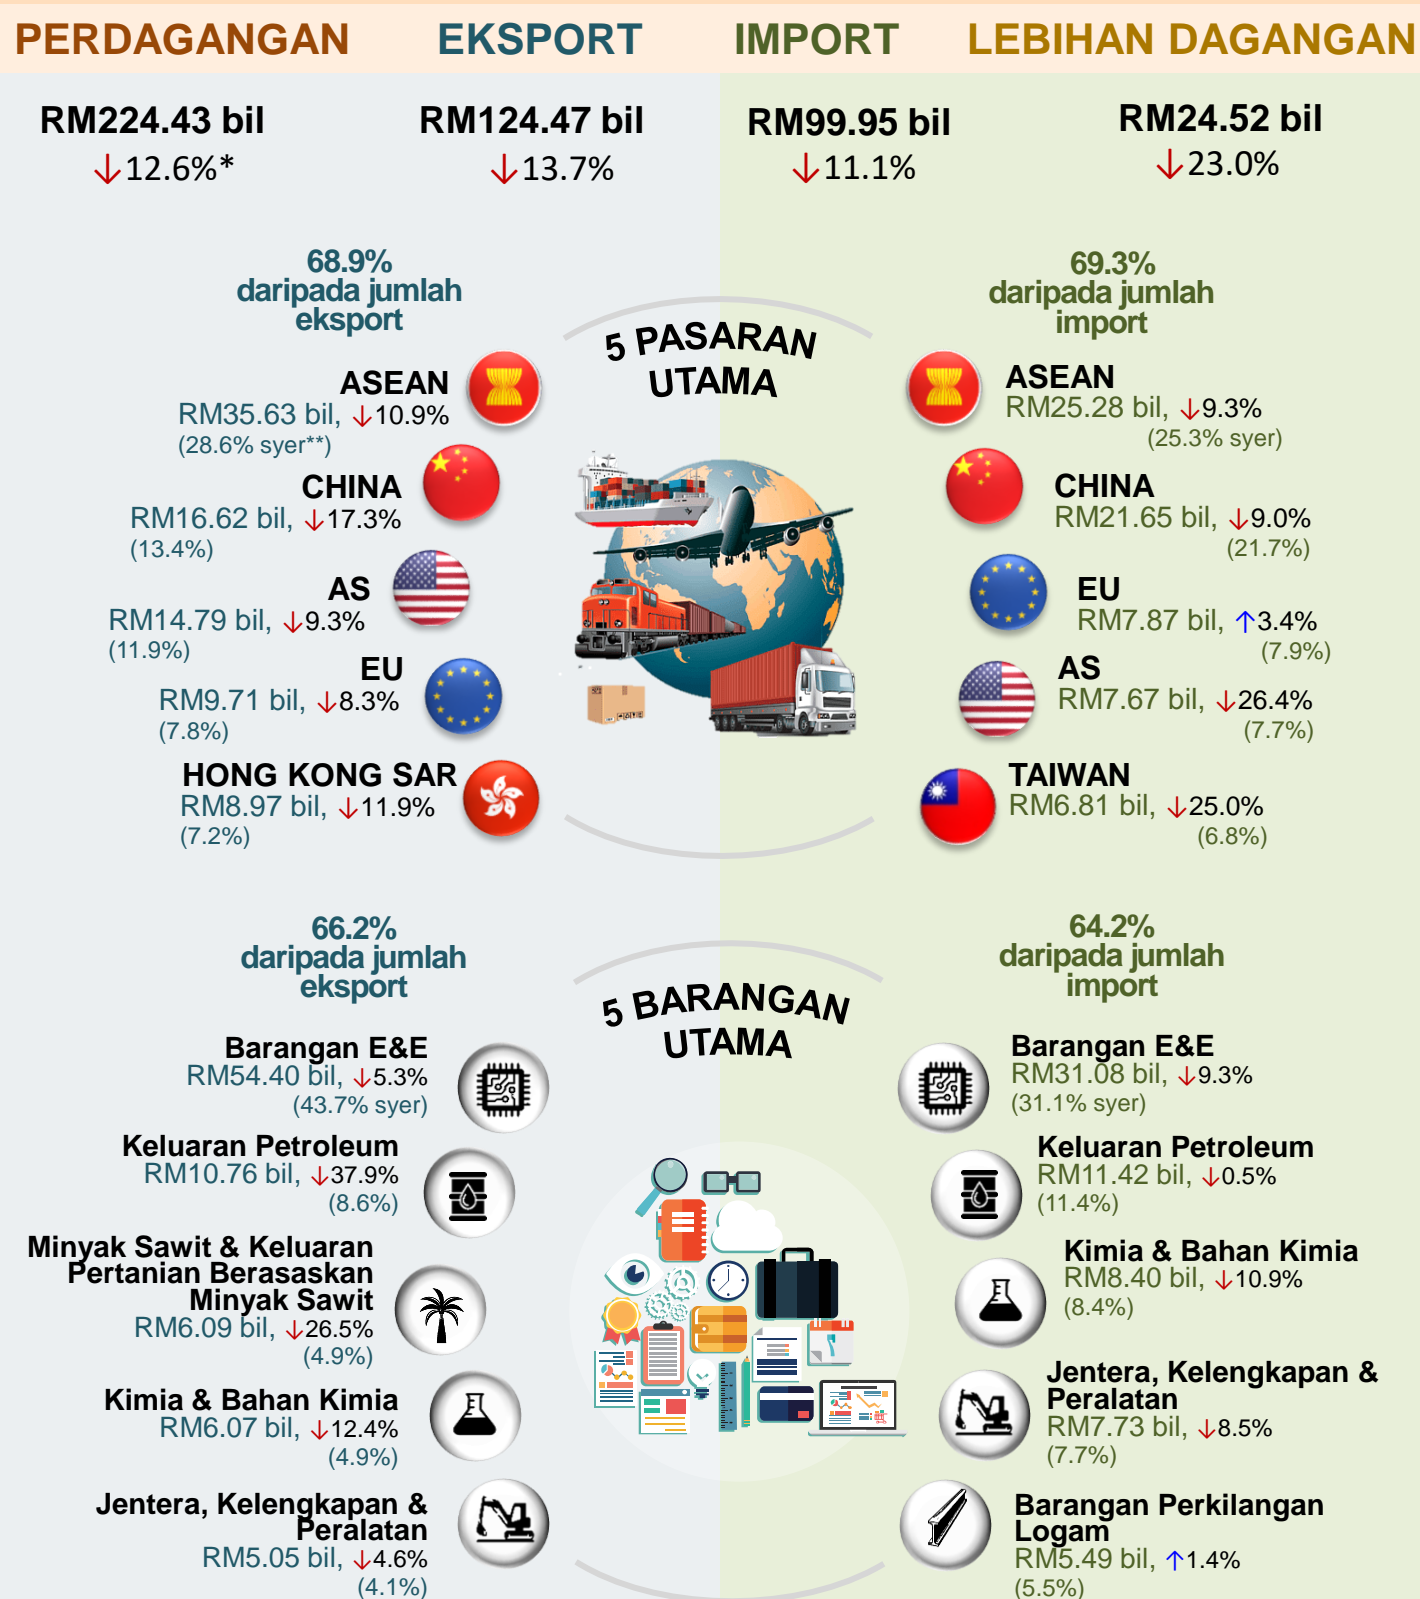 PERDAGANGAN
EKSPORT
IMPORT
LEBIHAN DAGANGAN
RM224.43 bil
↓12.6%*
RM124.47 bil
↓13.7%
RM99.95 bil
↓11.1%
RM24.52 bil
↓23.0%
5 PASARAN
UTAMA
68.9%
daripada jumlah
eksport
ASEAN
RM35.63 bil, ↓10.9%
(28.6% syer**)
CHINA
RM16.62 bil, ↓17.3%
(13.4%)
AS
RM14.79 bil, ↓9.3%
(11.9%)
EU
RM9.71 bil, ↓8.3%
(7.8%)
HONG KONG SAR
RM8.97 bil, ↓11.9%
(7.2%)
69.3%
daripada jumlah
import
ASEAN
RM25.28 bil, ↓9.3%
(25.3% syer)
CHINA
RM21.65 bil, ↓9.0%
(21.7%)
EU
RM7.87 bil, ↑3.4%
(7.9%)
AS
RM7.67 bil, ↓26.4%
(7.7%)
TAIWAN
RM6.81 bil, ↓25.0%
(6.8%)
5 BARANGAN
UTAMA
66.2%
daripada jumlah
eksport
Barangan E&E
RM54.40 bil, ↓5.3%
(43.7% syer)
Keluaran Petroleum
RM10.76 bil, ↓37.9%
(8.6%)
Minyak Sawit & Keluaran
Pertanian Berasaskan
Minyak Sawit
RM6.09 bil, ↓26.5%
(4.9%)
Kimia & Bahan Kimia
RM6.07 bil, ↓12.4%
(4.9%)
Jentera, Kelengkapan &
Peralatan
RM5.05 bil, ↓4.6%
(4.1%)
64.2%
daripada jumlah
import
Barangan E&E
RM31.08 bil, ↓9.3%
(31.1% syer)
Keluaran Petroleum
RM11.42 bil, ↓0.5%
(11.4%)
Kimia & Bahan Kimia
RM8.40 bil, ↓10.9%
(8.4%)
Jentera, Kelengkapan &
Peralatan
RM7.73 bil, ↓8.5%
(7.7%)
Barangan Perkilangan
Logam
RM5.49 bil, ↑1.4%
(5.5%)